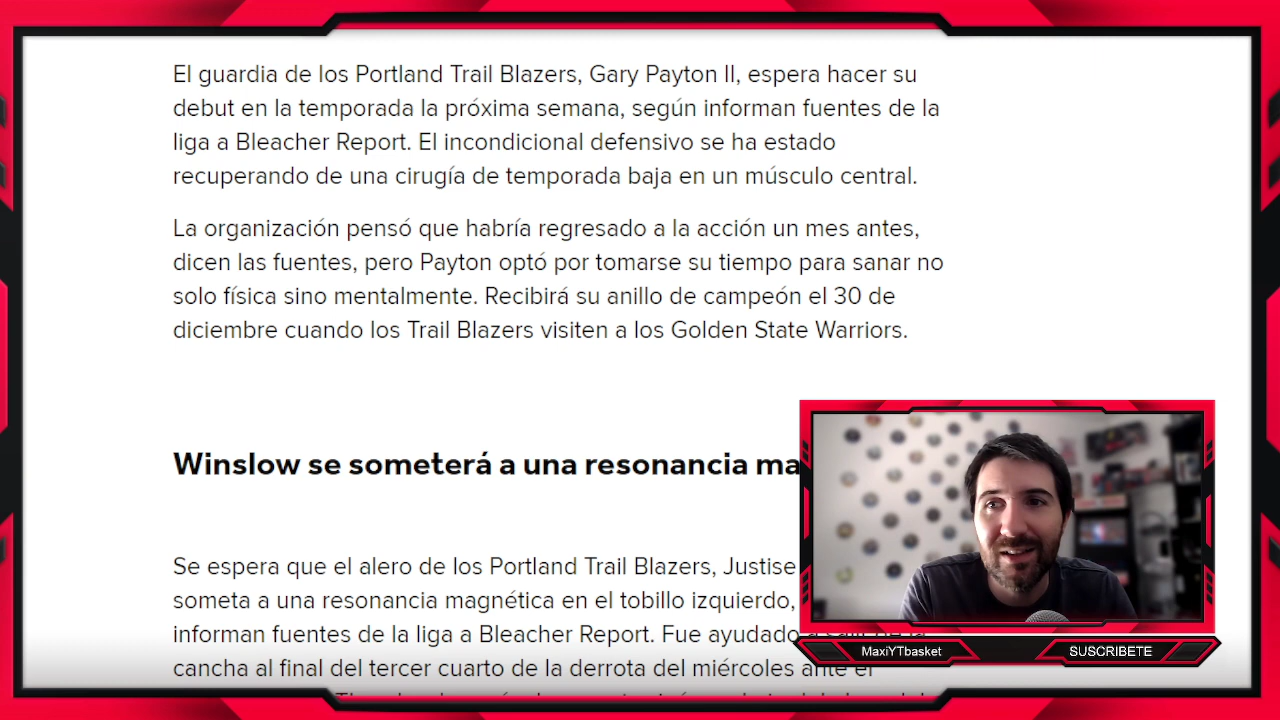 El guardia de los Portland Trail Blazers, Gary Payton II, espera hacer su
debut en la temporada la próxima semana, según informan fuentes de la
liga a Bleacher Report. El incondicional defensivo se ha estado
recuperando de una cirugía de temporada baja en un músculo central.
La organización pensó que habría regresado a la acción un mes antes,
dicen las fuentes, pero Payton optó por tomarse su tiempo para sanar no
solo física sino mentalmente. Recibirá su anillo de campeón el 30 de
diciembre cuando los Trail Blazers visiten a los Golden State Warriors.
Winslow se someterá a una resonancia ma
Se espera que el alero de los Portland Trail Blazers, Justise
someta a una resonancia magnética en el tobillo izquierdo,
informan fuentes de la liga a Bleacher Report. Fue ayudado a salir de la
cancha al final del tercer cuarto de la derrota del miércoles ante el
MaxiYTbasket
SUSCRIBETE